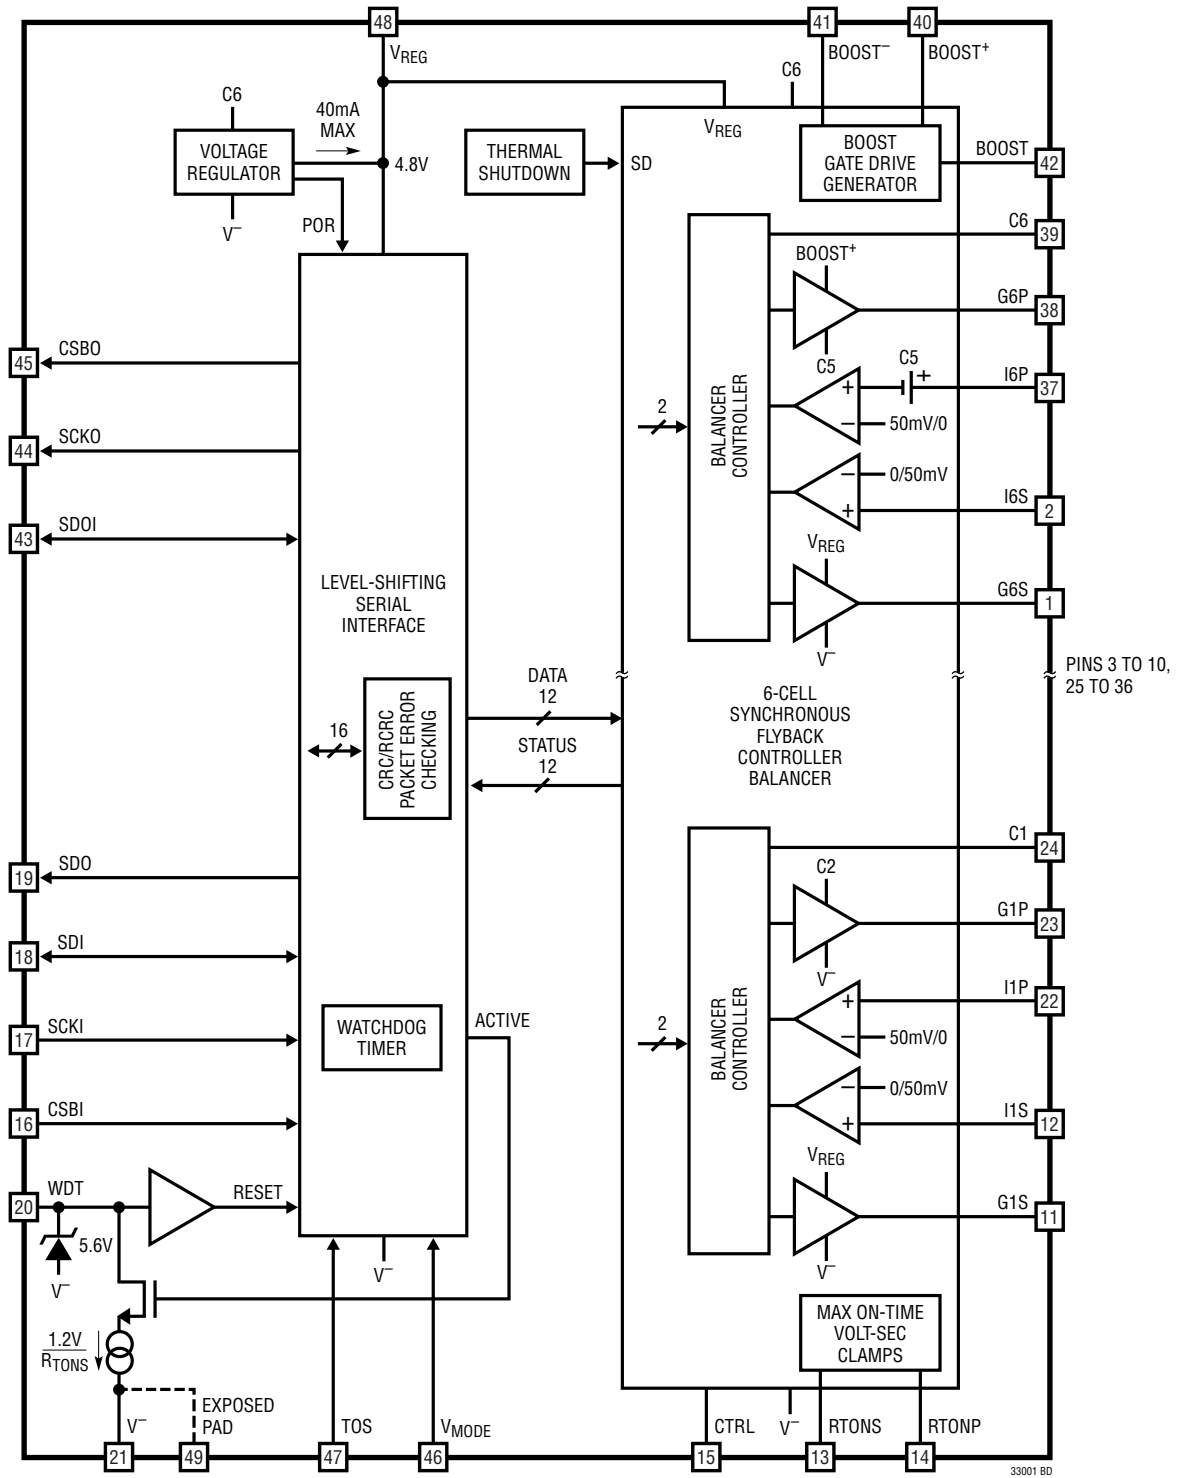 48
41
40
VREG
BOOST–
BOOST+
C6
C6
40mA
MAX
VREG
VOLTAGE
REGULATOR
4.8V
THERMAL
SHUTDOWN
SD
BOOST
GATE DRIVE
GENERATOR
BOOST
42
V–
POR
C6
39
BOOST+
G6P
38
C5
CSBO
45
C5
+
I6P
37
+
–
50mV/0
2
BALANCER
CONTROLLER
SCKO
44
–
0/50mV
+
I6S
2
SDOI
43
VREG
LEVEL-SHIFTING
SERIAL
INTERFACE
G6S
1
V–
PINS 3 TO 10,
25 TO 36
DATA
12
6-CELL
SYNCHRONOUS
FLYBACK
CONTROLLER
BALANCER
16
CRC/RCRC
PACKET ERROR
CHECKING
STATUS
12
C1
24
SDO
19
C2
G1P
23
SDI
18
V–
I1P
22
+
–
50mV/0
2
BALANCER
CONTROLLER
SCKI
17
WATCHDOG
TIMER
ACTIVE
–
0/50mV
+
I1S
12
CSBI
16
VREG
WDT
20
RESET
G1S
11
5.6V
V–
V–
V–
1.2V
RTONS
MAX ON-TIME
VOLT-SEC
CLAMPS
EXPOSED
PAD
V–
21
49
TOS
47
VMODE
46
CTRL
15
V–
RTONS
13
RTONP
14
33001 BD